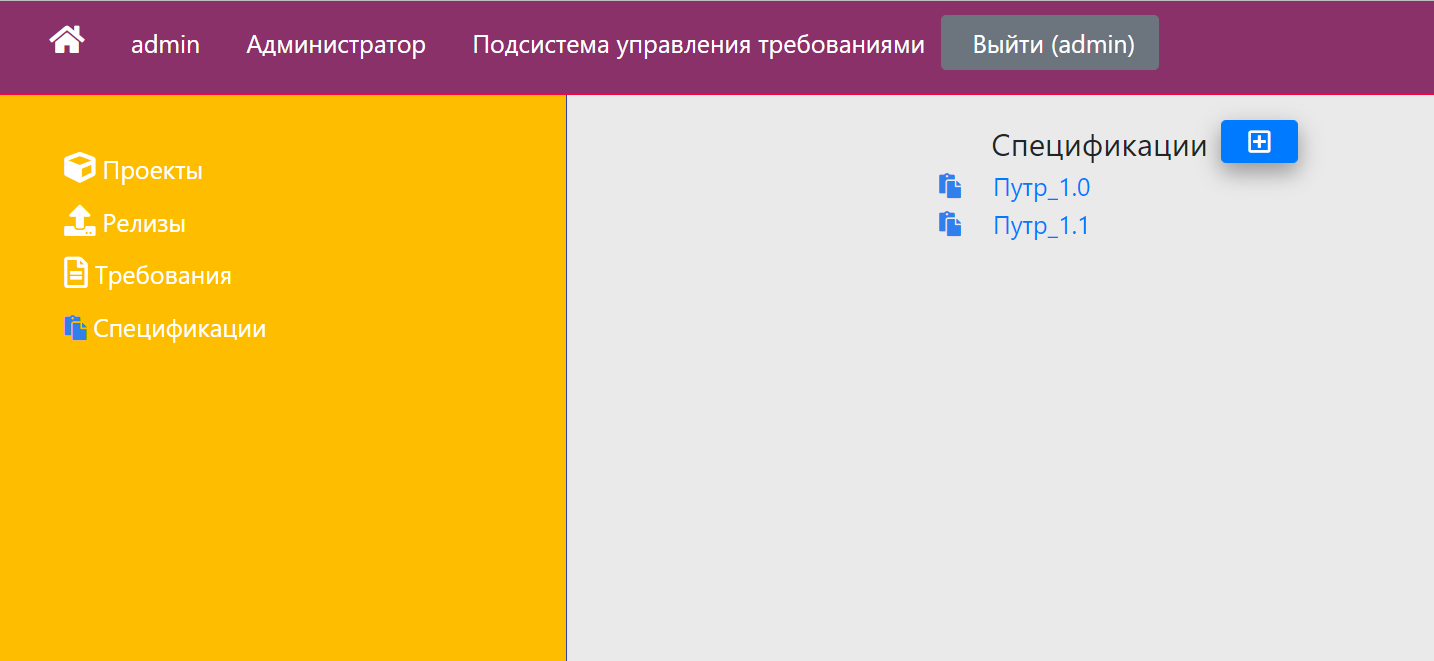 admin Администратор Подсистема управления требованиями Выйти (admin)
Проекты
Релизы
Требования
Спецификации
Спецификации
Путр_1.0
Путр_1.1